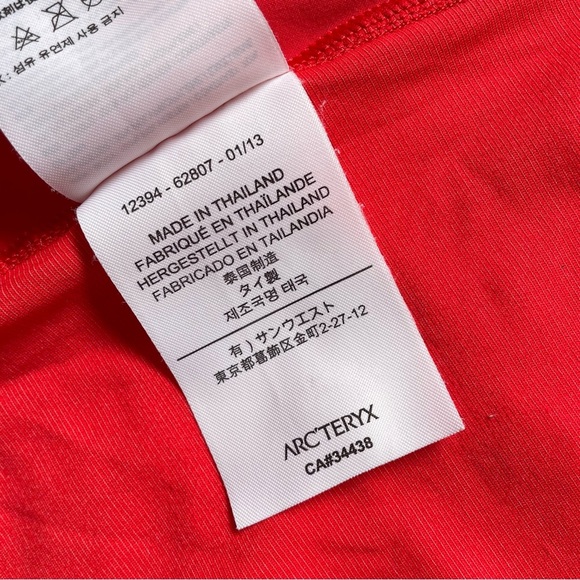 : 섬유 유연제 사용 금지
12394 - 62807 - 01/13
MADE IN THAILAND
FABRIQUÉ EN THAÏLANDE
HERGESTELLT IN THAILAND
FABRICADO EN TAILANDIA
泰国制造
タイ製
제조국명 태국
有）サンウエスト
東京都葛飾区金町2-27-12
ARC'TERYX
CA#34438